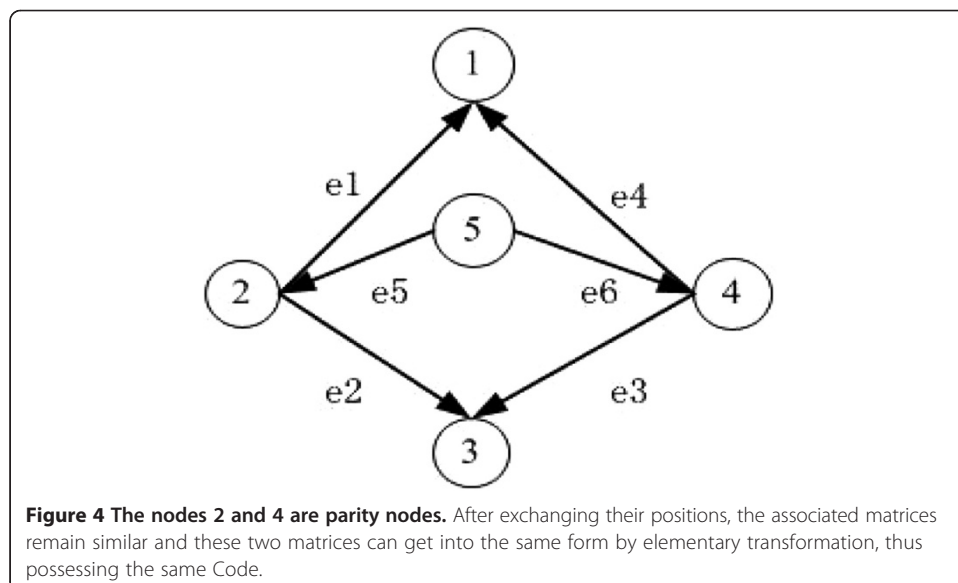 1
e1
e4
5
2
e5
e6
4
e2
e3
3
Figure 4 The nodes 2 and 4 are parity nodes. After exchanging their positions, the associated matrices
remain similar and these two matrices can get into the same form by elementary transformation, thus
possessing the same Code.